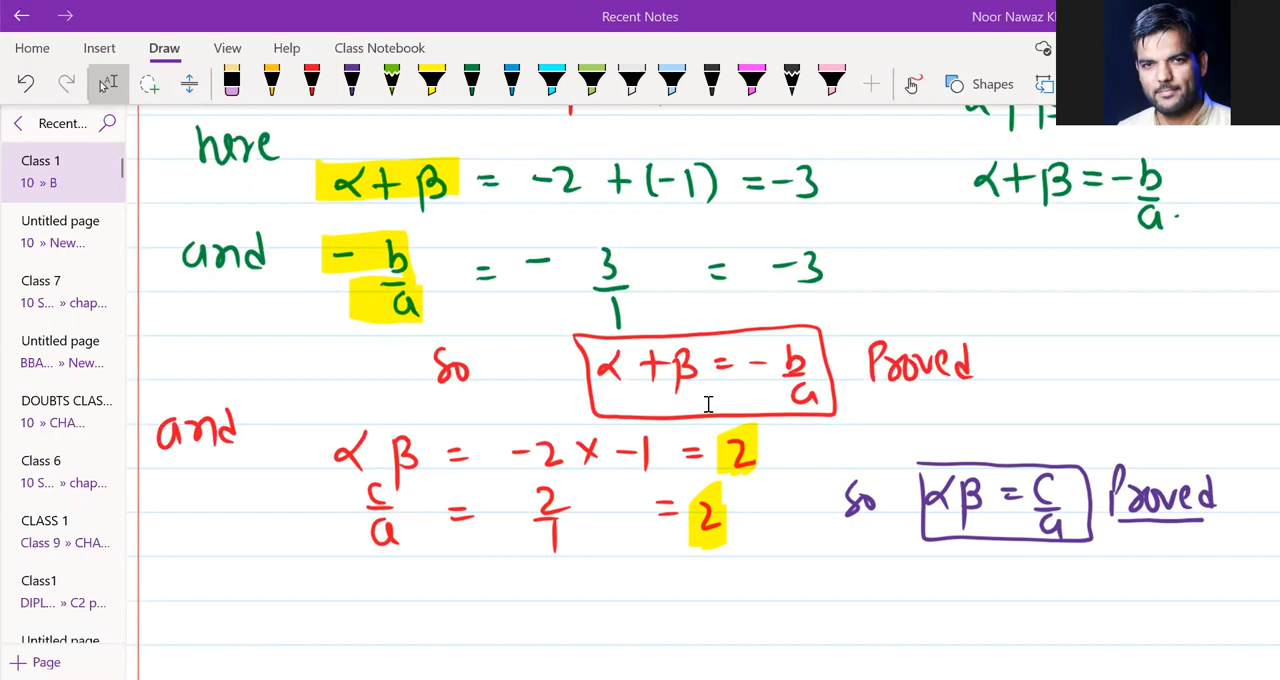 Recent Notes
Noor Nawaz Kh
Home Insert Draw View Help Class Notebook
Shapes
Recent...
Class 1
10 » B
Untitled page
10 » New...
Class 7
10 S... » chap...
Untitled page
BBA... » New...
DOUBTS CLAS...
10 » CHA...
Class 6
10 S... » chap...
CLASS 1
Class 9 » CHA...
Class1
DIPL... » C2 p...
Untitled page
Page
here
α + β = -2 + (-1) = -3
α + β = -b/a.
and - b/a = - 3/1 = -3
so α + β = - b/a Proved
and α β = -2 × -1 = 2
c/a = 2/1 = 2
so αβ = c/a Proved